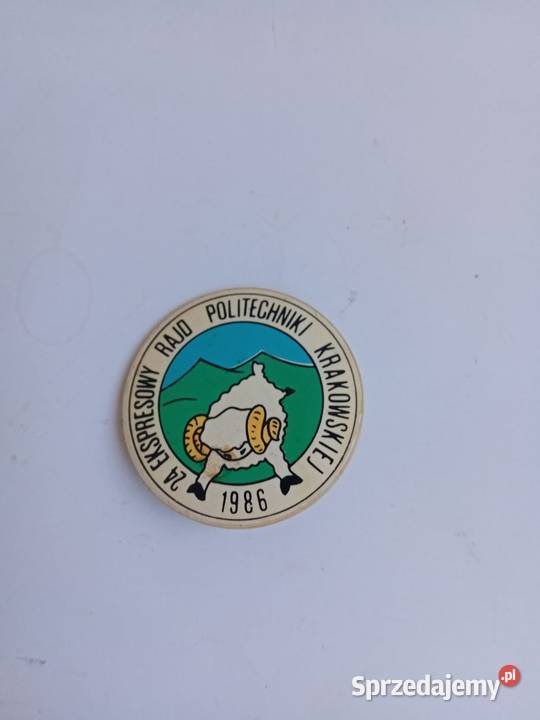 24 EKSPRESOWY RAJD POLITECHNIKI KRAKOWSKIEJ
1986
Sprzedajemy.pl